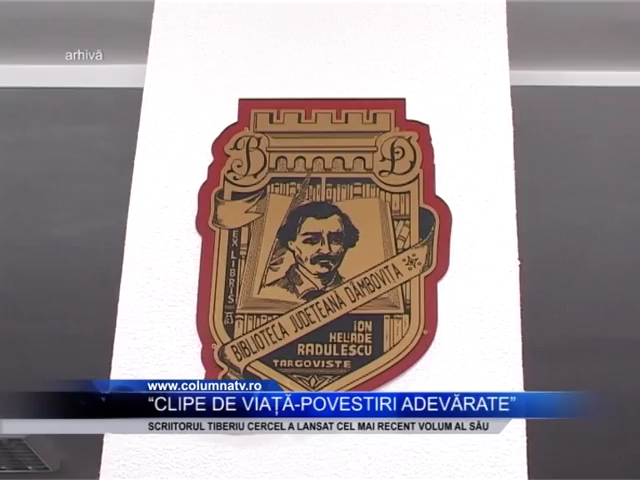 arhivă
B D
EX LIBRIS
BIBLIOTECA JUDEȚEANĂ DÂMBOVIȚA
ION
HELIADE
RADULESCU
TARGOVISTE
www.columnatv.ro
“CLIPE DE VIAȚĂ-POVESTIRI ADEVĂRATE”
SCRIITORUL TIBERIU CERCEL A LANSAT CEL MAI RECENT VOLUM AL SĂU